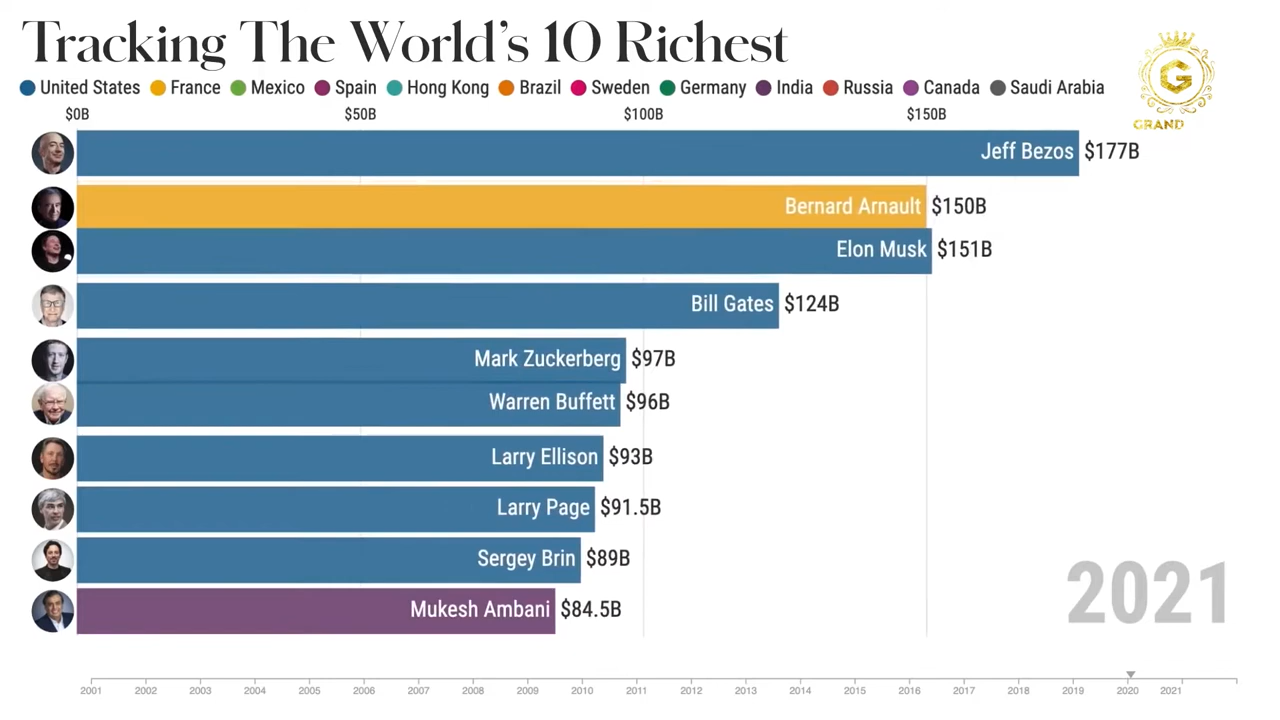 Tracking The World's 10 Richest
United States France Mexico Spain Hong Kong Brazil Sweden Germany India Russia Canada Saudi Arabia
G
GRAND
$0B $50B $100B $150B
Jeff Bezos $177B
Bernard Arnault $150B
Elon Musk $151B
Bill Gates $124B
Mark Zuckerberg $97B
Warren Buffett $96B
Larry Ellison $93B
Larry Page $91.5B
Sergey Brin $89B
Mukesh Ambani $84.5B
2021
2001 2002 2003 2004 2005 2006 2007 2008 2009 2010 2011 2012 2013 2014 2015 2016 2017 2018 2019 2020 2021